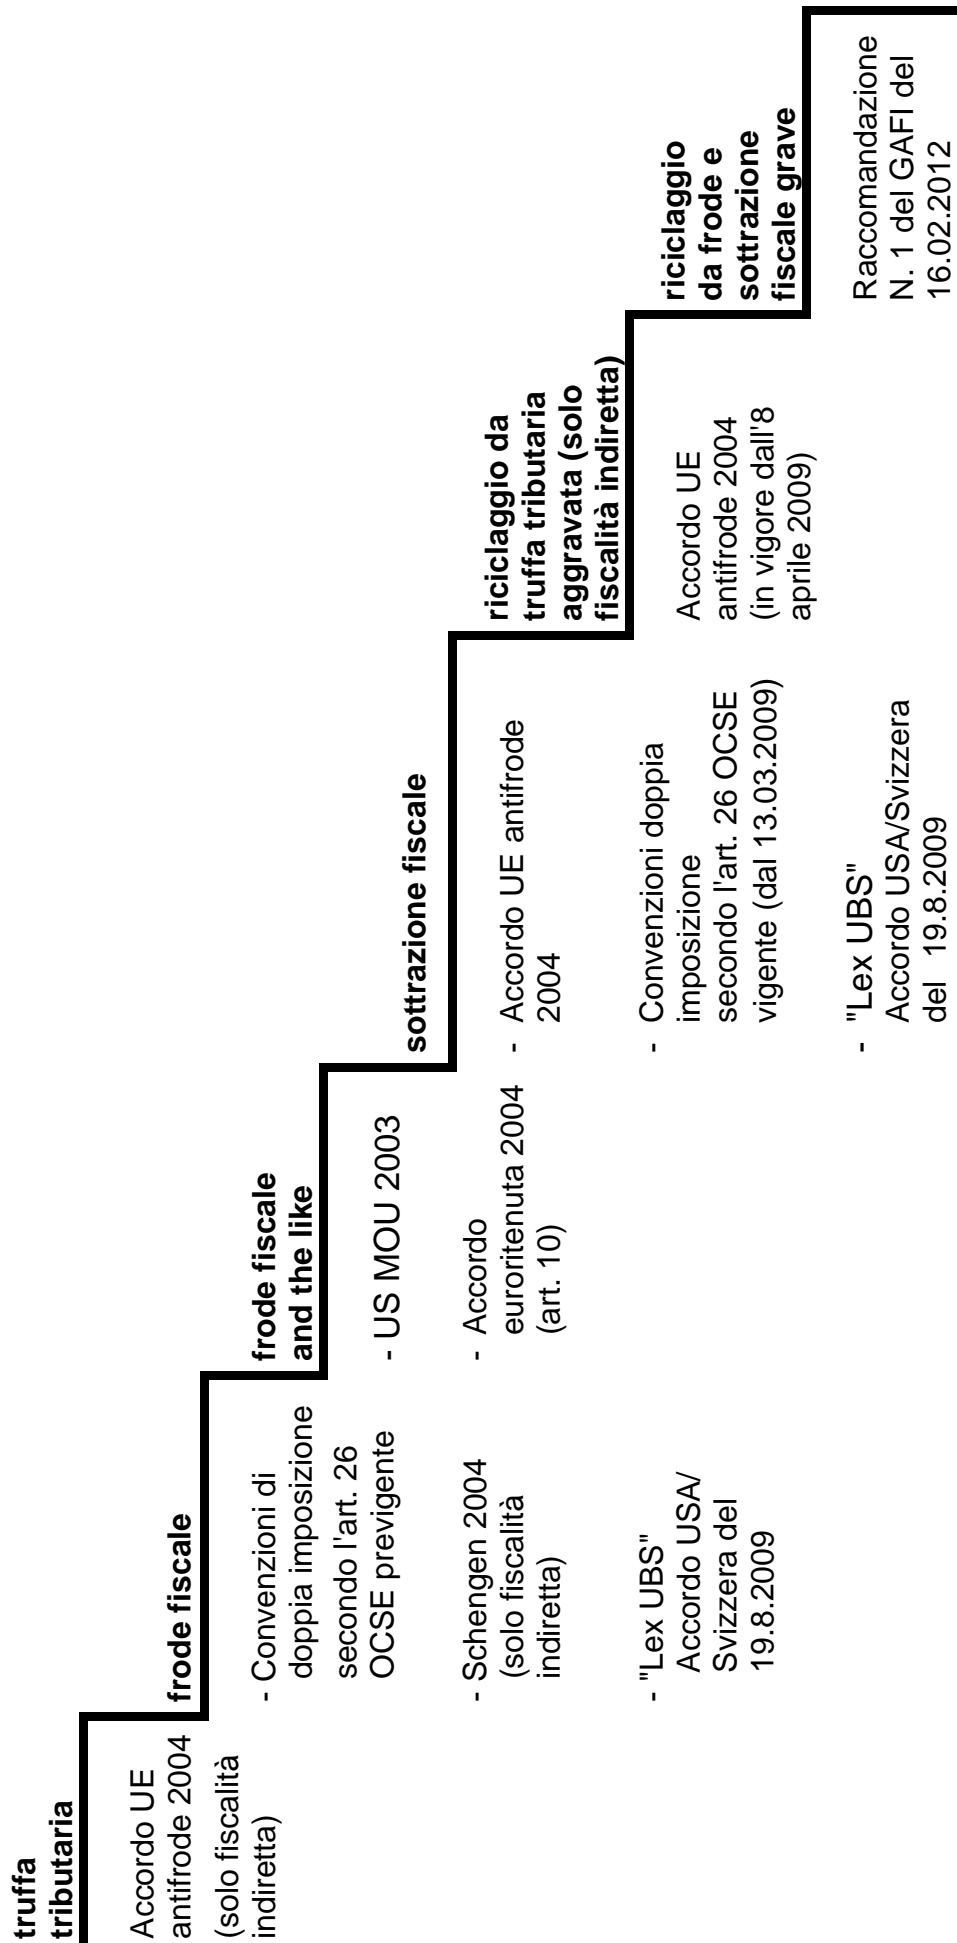 truffa
tributaria
Accordo UE
antifrode 2004
(solo fiscalità
indiretta)
frode fiscale
- Convenzioni di
doppia imposizione
secondo l'art. 26
OCSE previgente
- Schengen 2004
(solo fiscalità
indiretta)
- "Lex UBS"
Accordo USA/
Svizzera del
19.8.2009
frode fiscale
and the like
- US MOU 2003
- Accordo
euroritenuta 2004
(art. 10)
sottrazione fiscale
- Accordo UE antifrode
2004
- Convenzioni doppia
imposizione
secondo l'art. 26 OCSE
vigente (dal 13.03.2009)
- "Lex UBS"
Accordo USA/Svizzera
del 19.8.2009
riciclaggio da
truffa tributaria
aggravata (solo
fiscalità indiretta)
Accordo UE
antifrode 2004
(in vigore dall'8
aprile 2009)
riciclaggio
da frode e
sottrazione
fiscale grave
Raccomandazione
N. 1 del GAFI del
16.02.2012